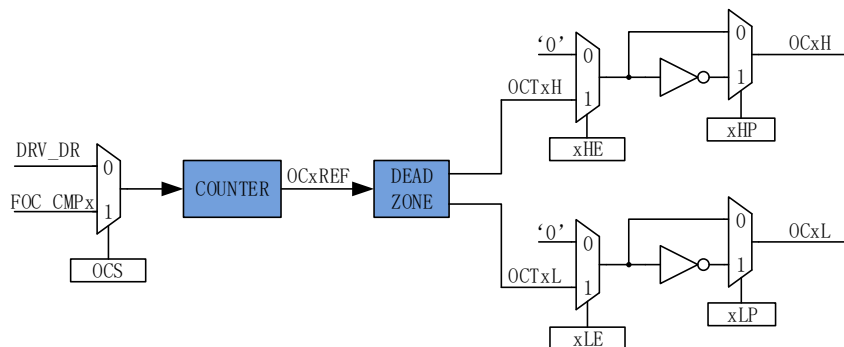 ‘0’
0
0
OCxH
OCTxH
1
1
xHE
xHP
DRV_DR
0
FOC_CMPx
1
OCS
COUNTER
OCxREF
DEAD
ZONE
‘0’
0
0
OCxL
OCTxL
1
1
xLE
xLP